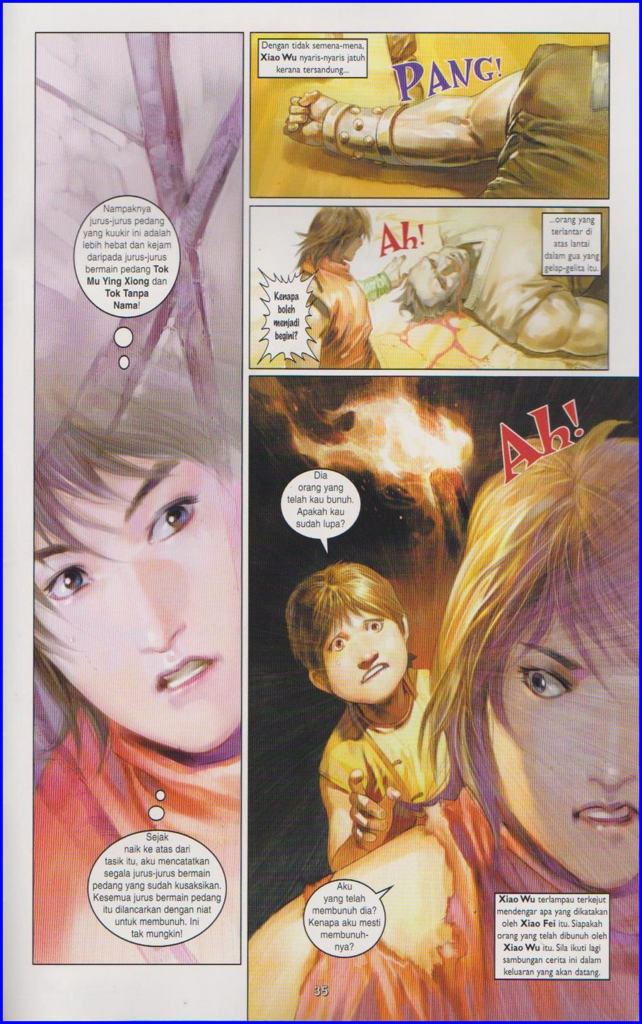 Nampaknya
jurus-jurus pedang
yang kuukir ini adalah
lebih hebat dan kejam
daripada jurus-jurus
bermain pedang Tok
Mu Ying Xiong dan
Tok Tanpa
Nama!
Sejak
naik ke atas dari
tasik itu, aku mencatatkan
segala jurus-jurus bermain
pedang yang sudah kusaksikan.
Kesemua jurus bermain pedang
itu dilancarkan dengan niat
untuk membunuh. Ini
tak mungkin!
Dengan tidak semena-mena,
Xiao Wu nyaris-nyaris jatuh
kerana tersandung...
PANG!
...orang yang
terlantar di
atas lantai
dalam gua yang
gelap-gelita itu.
Ah!
Kenapa
boleh
menjadi
begini?
Ah!
Dia
orang yang
telah kau bunuh.
Apakah kau
sudah lupa?
Aku
yang telah
membunuh dia?
Kenapa aku mesti
membunuh-
nya?
Xiao Wu terlampau terkejut
mendengar apa yang dikatakan
oleh Xiao Fei itu. Siapakah
orang yang telah dibunuh oleh
Xiao Wu itu. Sila ikuti lagi
sambungan cerita ini dalam
keluaran yang akan datang.
35